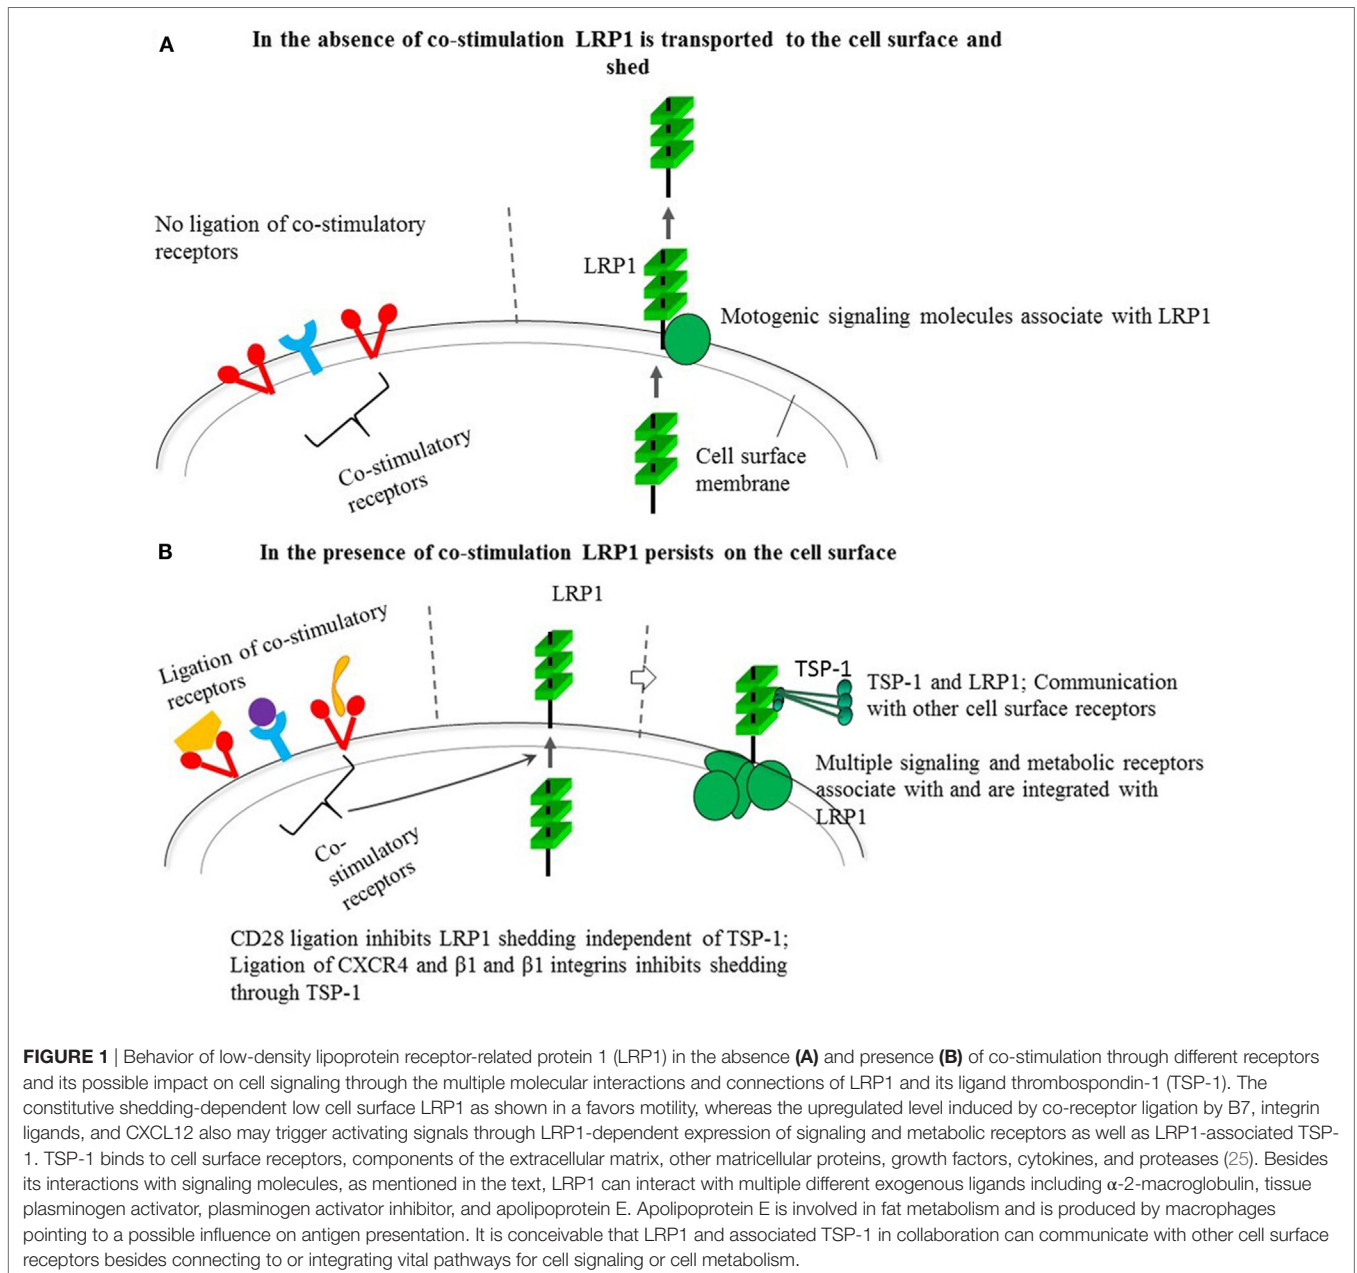 A
In the absence of co-stimulation LRP1 is transported to the cell surface and
shed
No ligation of co-stimulatory
receptors
LRP1
Motogenic signaling molecules associate with LRP1
Co-stimulatory
receptors
Cell surface
membrane
B
In the presence of co-stimulation LRP1 persists on the cell surface
LRP1
Ligation of co-stimulatory
receptors
TSP-1
TSP-1 and LRP1; Communication
with other cell surface receptors
Multiple signaling and metabolic receptors
associate with and are integrated with
LRP1
Co-
stimulatory
receptors
CD28 ligation inhibits LRP1 shedding independent of TSP-1;
Ligation of CXCR4 and β1 and β1 integrins inhibits shedding
through TSP-1
FIGURE 1 | Behavior of low-density lipoprotein receptor-related protein 1 (LRP1) in the absence (A) and presence (B) of co-stimulation through different receptors
and its possible impact on cell signaling through the multiple molecular interactions and connections of LRP1 and its ligand thrombospondin-1 (TSP-1). The
constitutive shedding-dependent low cell surface LRP1 as shown in a favors motility, whereas the upregulated level induced by co-receptor ligation by B7, integrin
ligands, and CXCL12 also may trigger activating signals through LRP1-dependent expression of signaling and metabolic receptors as well as LRP1-associated TSP-
1. TSP-1 binds to cell surface receptors, components of the extracellular matrix, other matricellular proteins, growth factors, cytokines, and proteases (25). Besides
its interactions with signaling molecules, as mentioned in the text, LRP1 can interact with multiple different exogenous ligands including α-2-macroglobulin, tissue
plasminogen activator, plasminogen activator inhibitor, and apolipoprotein E. Apolipoprotein E is involved in fat metabolism and is produced by macrophages
pointing to a possible influence on antigen presentation. It is conceivable that LRP1 and associated TSP-1 in collaboration can communicate with other cell surface
receptors besides connecting to or integrating vital pathways for cell signaling or cell metabolism.